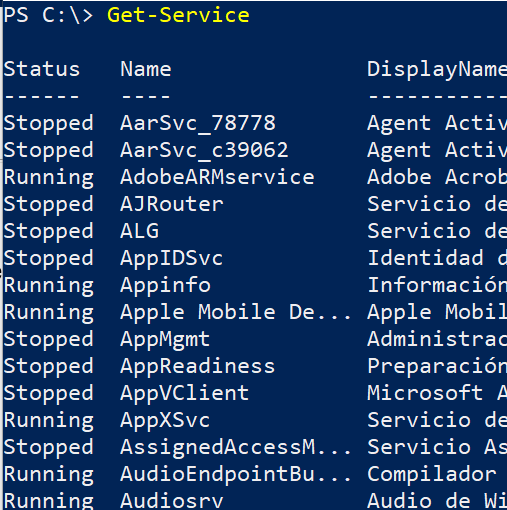 PS C:\> Get-Service
Status Name DisplayName
------ ---- -----------
Stopped AarSvc_78778 Agent Activ
Stopped AarSvc_c39062 Agent Activ
Running AdobeARMservice Adobe Acrob
Stopped AJRouter Servicio de
Stopped ALG Servicio de
Stopped AppIDSvc Identidad d
Running Appinfo Información
Running Apple Mobile De... Apple Mobil
Stopped AppMgmt Administrac
Stopped AppReadiness Preparación
Stopped AppVClient Microsoft A
Running AppXSvc Servicio de
Stopped AssignedAccessM... Servicio As
Running AudioEndpointBu... Compilador
Running Audiosrv Audio de Wi